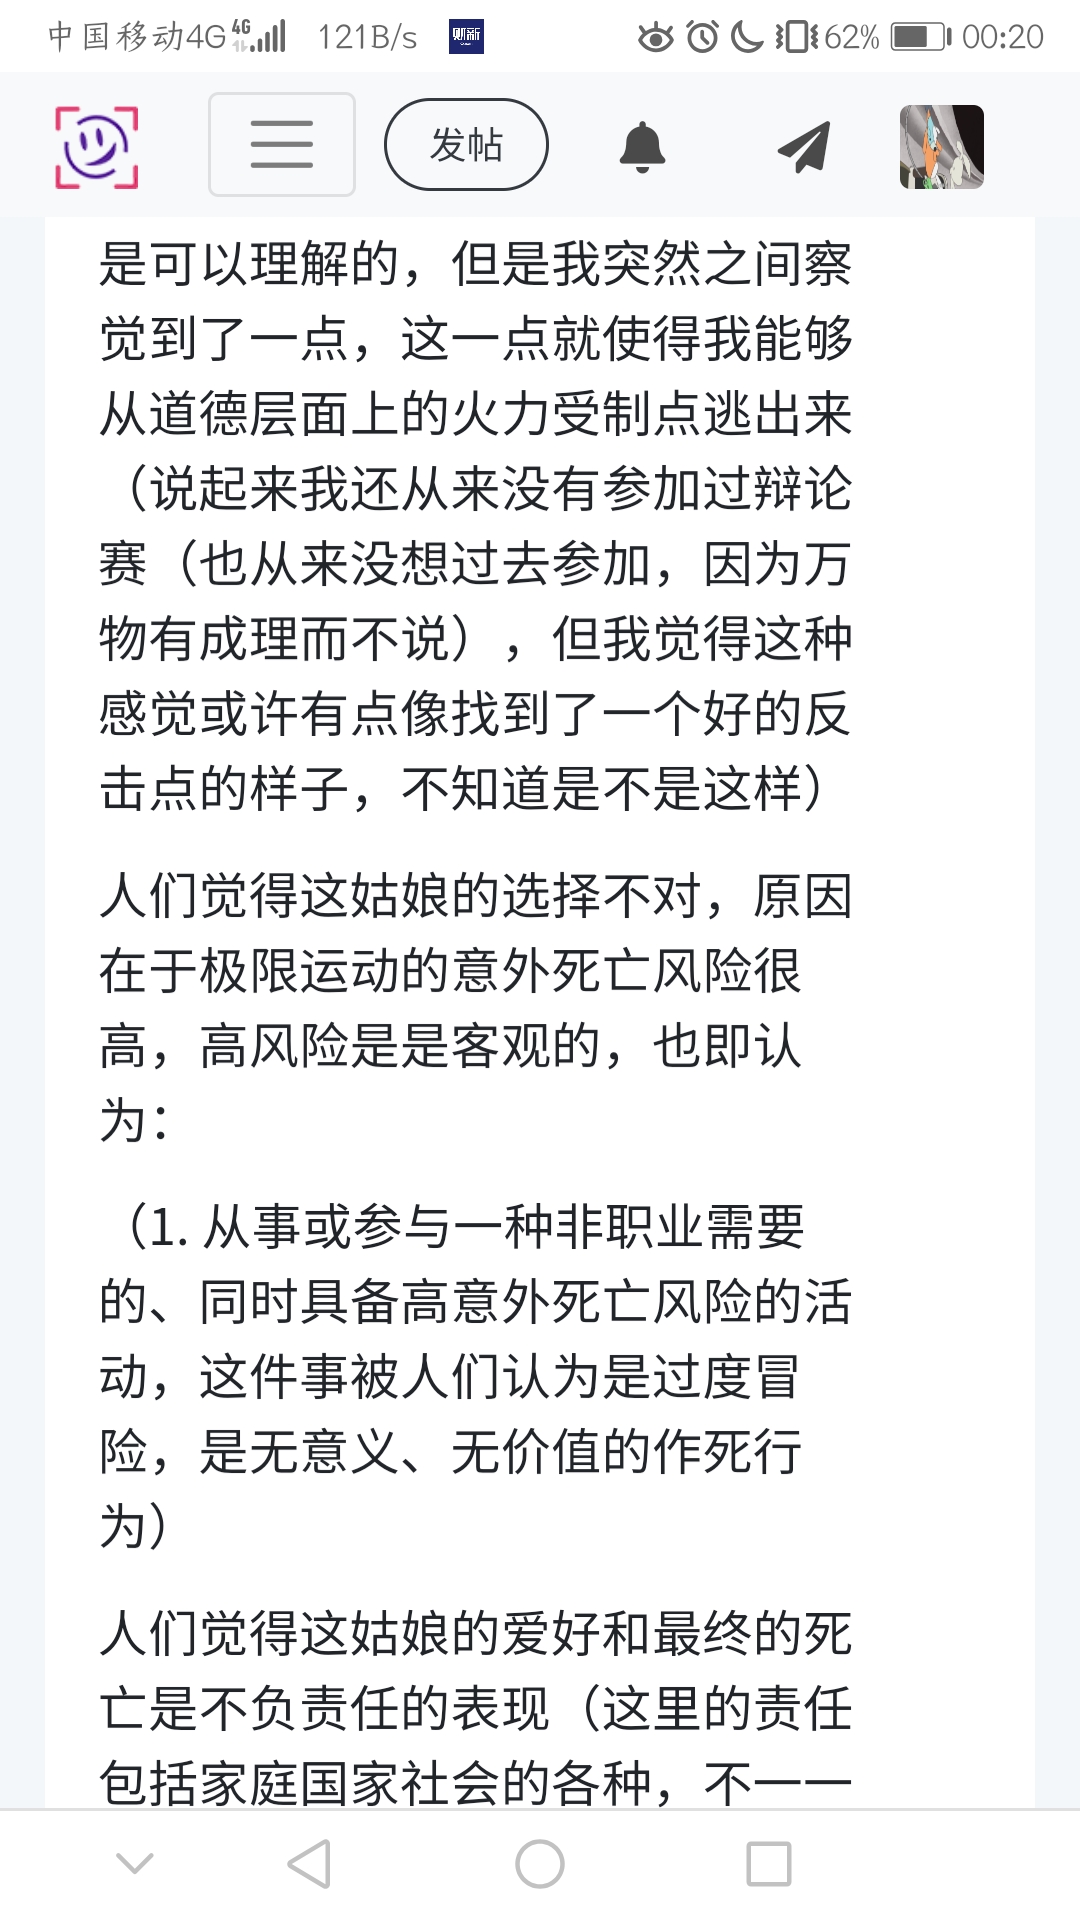 中国移动4G 4G 121B/s 财新 62% 00:20
发帖
是可以理解的，但是我突然之间察
觉到了一点，这一点就使得我能够
从道德层面上的火力受制点逃出来
（说起来我还从来没有参加过辩论
赛（也从来没想过去参加，因为万
物有成理而不说），但我觉得这种
感觉或许有点像找到了一个好的反
击点的样子，不知道是不是这样）
人们觉得这姑娘的选择不对，原因
在于极限运动的意外死亡风险很
高，高风险是是客观的，也即认
为：
（1. 从事或参与一种非职业需要
的、同时具备高意外死亡风险的活
动，这件事被人们认为是过度冒
险，是无意义、无价值的作死行
为）
人们觉得这姑娘的爱好和最终的死
亡是不负责任的表现（这里的责任
包括家庭国家社会的各种，不一一